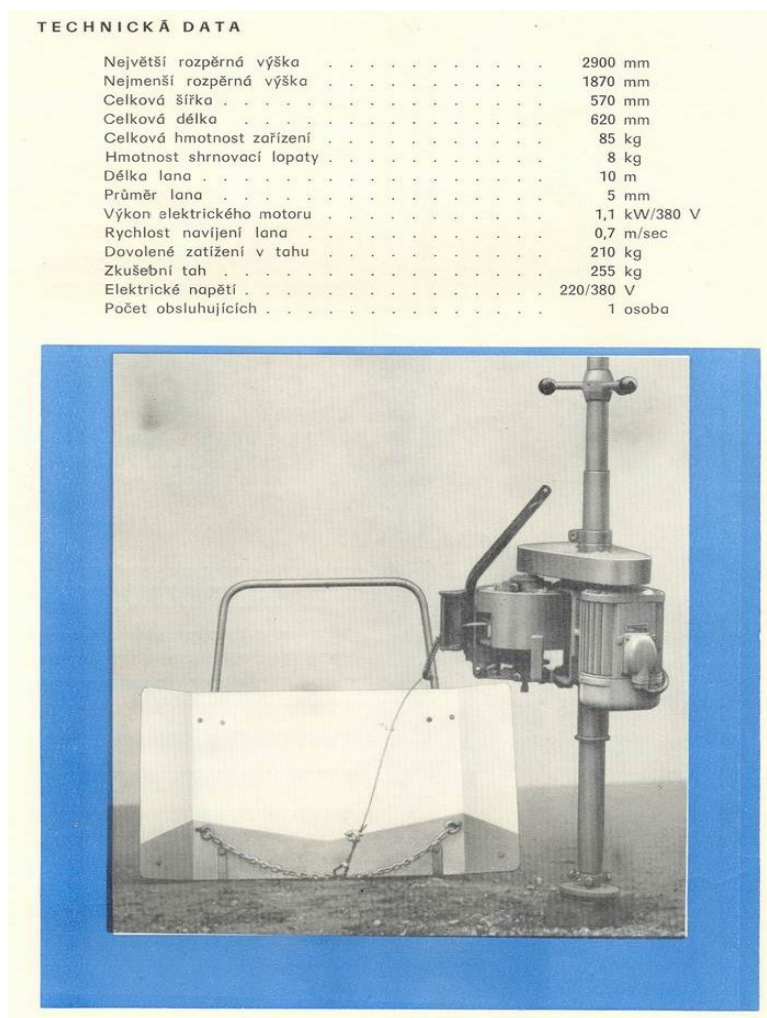 TECHNICKÁ DATA
Největší rozpěrná výška . . . . . . . . . . . 2900 mm
Nejmenší rozpěrná výška . . . . . . . . . . . 1870 mm
Celková šířka . . . . . . . . . . . . . . . 570 mm
Celková délka . . . . . . . . . . . . . . 620 mm
Celková hmotnost zařízení . . . . . . . . . . . 85 kg
Hmotnost shrnovací lopaty . . . . . . . . . . . 8 kg
Délka lana . . . . . . . . . . . . . . . . 10 m
Průměr lana . . . . . . . . . . . . . . . 5 mm
Výkon elektrického motoru . . . . . . . . . . . 1,1 kW/380 V
Rychlost navíjení lana . . . . . . . . . . . . 0,7 m/sec
Dovolené zatížení v tahu . . . . . . . . . . . 210 kg
Zkušební tah . . . . . . . . . . . . . . . 255 kg
Elektrické napětí . . . . . . . . . . . . . . 220/380 V
Počet obsluhujících . . . . . . . . . . . . . 1 osoba